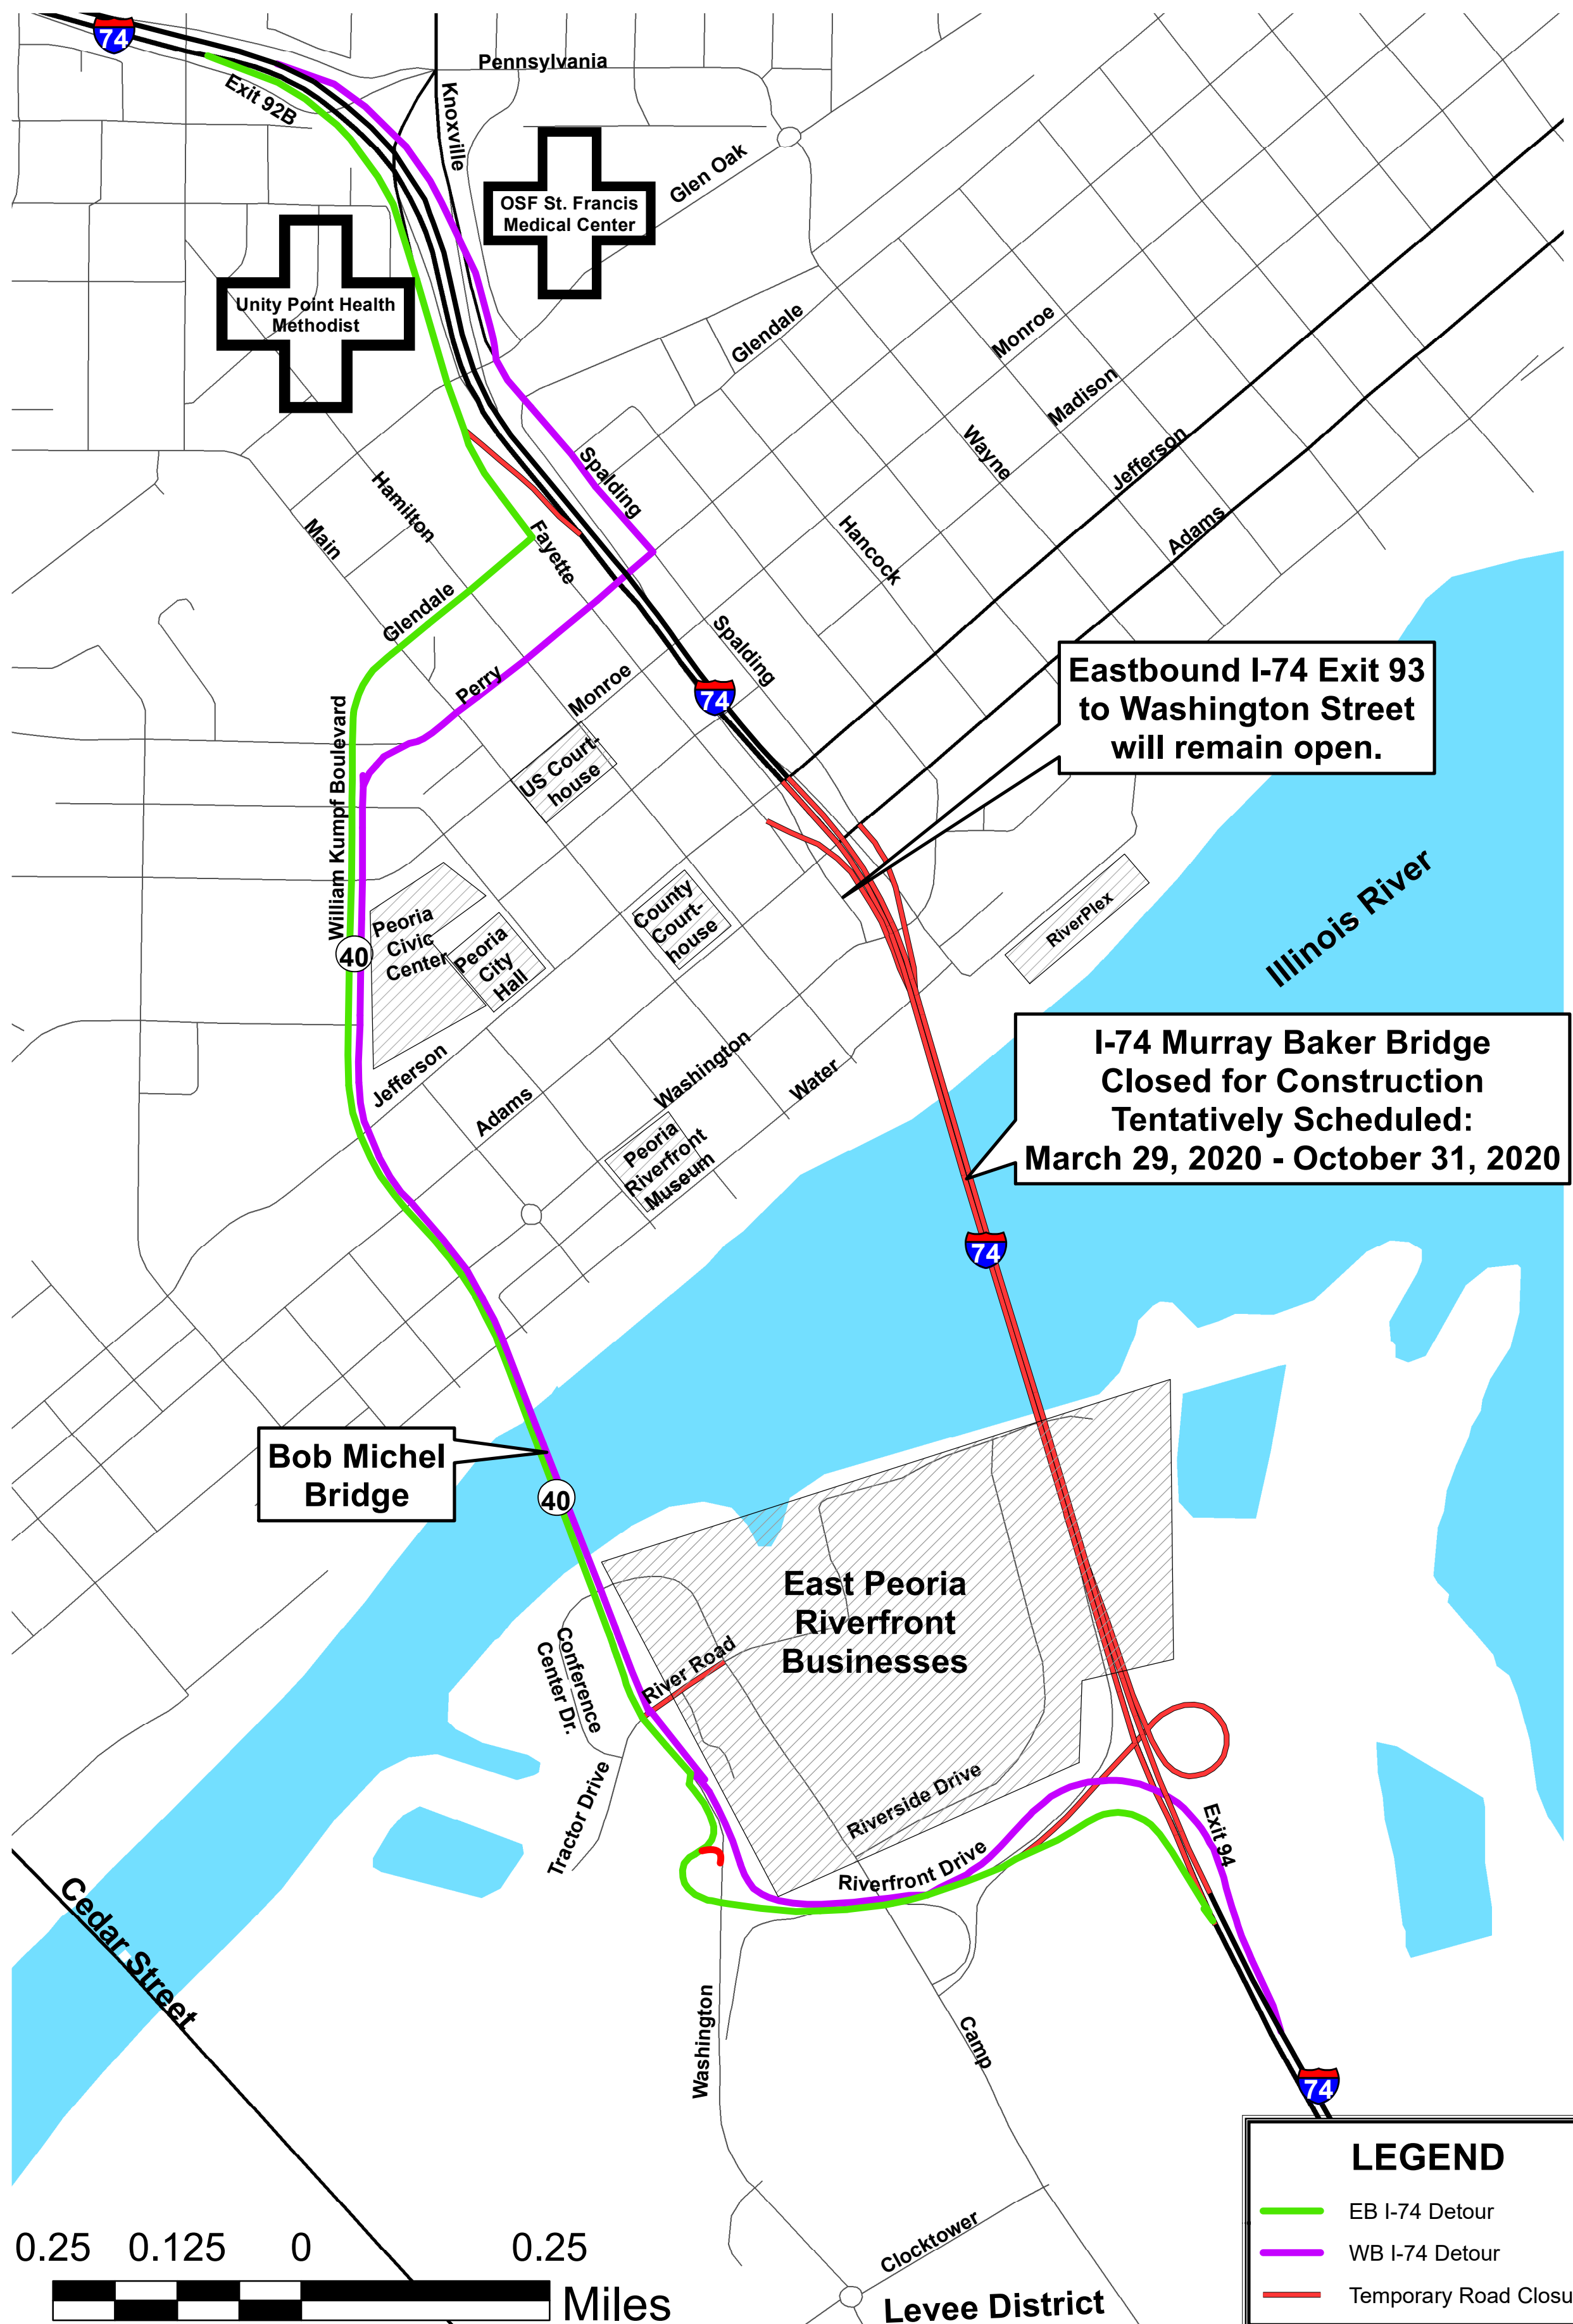 74
Pennsylvania
Exit 92B
Knoxville
Glen Oak
OSF St. Francis
Medical Center
Unity Point Health
Methodist
Glendale
Monroe
Madison
Wayne
Jefferson
Adams
Hancock
Spalding
Hamilton
Main
Fayette
Glendale
Spalding
Perry
Monroe
74
Eastbound I-74 Exit 93
to Washington Street
will remain open.
William Kumpf Boulevard
US Court-
house
County
Court-
house
Peoria
Civic
Center
Peoria
City
Hall
40
RiverPlex
Illinois River
Jefferson
Adams
Washington
Water
Peoria
Riverfront
Museum
I-74 Murray Baker Bridge
Closed for Construction
Tentatively Scheduled:
March 29, 2020 - October 31, 2020
74
Bob Michel
Bridge
40
East Peoria
Riverfront
Businesses
Conference
Center Dr.
River Road
Tractor Drive
Riverside Drive
Riverfront Drive
Exit 94
Cedar Street
Washington
Camp
74
Clocktower
Levee District
0.25 0.125 0 0.25
Miles
LEGEND
EB I-74 Detour
WB I-74 Detour
Temporary Road Closu